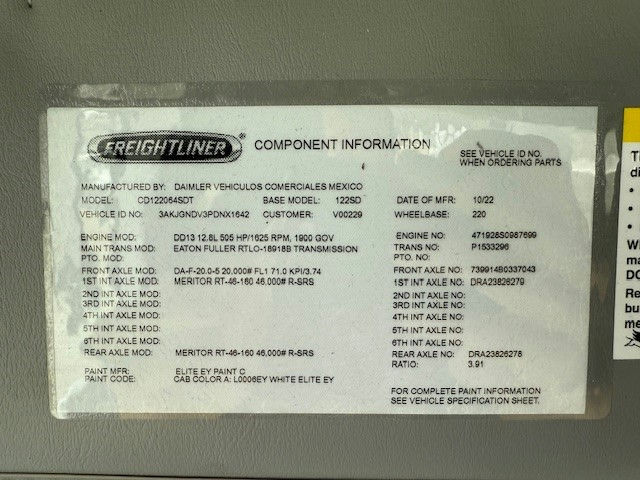 FREIGHTLINER ® COMPONENT INFORMATION
SEE VEHICLE ID NO.
WHEN ORDERING PARTS
MANUFACTURED BY: DAIMLER VEHICULOS COMERCIALES MEXICO
MODEL: CD122064SDT BASE MODEL: 122SD DATE OF MFR: 10/22
VEHICLE ID NO: 3AKJGNDV3PDNX1642 CUSTOMER: V00229 WHEELBASE: 220
ENGINE MOD: DD13 12.8L 505 HP/1625 RPM, 1900 GOV ENGINE NO: 471928S0987699
MAIN TRANS MOD: EATON FULLER RTLO-16918B TRANSMISSION TRANS NO: P1533296
PTO. MOD: PTO. NO:
FRONT AXLE MOD: DA-F-20.0-5 20,000# FL1 71.0 KPI/3.74 FRONT AXLE NO: 739914B0337043
1ST INT AXLE MOD: MERITOR RT-46-160 46,000# R-SRS 1ST INT AXLE NO: DRA23826279
2ND INT AXLE MOD: 2ND INT AXLE NO:
3RD INT AXLE MOD: 3RD INT AXLE NO:
4TH INT AXLE MOD: 4TH INT AXLE NO:
5TH INT AXLE MOD: 5TH INT AXLE NO:
6TH INT AXLE MOD: 6TH INT AXLE NO:
REAR AXLE MOD: MERITOR RT-46-160 46,000# R-SRS REAR AXLE NO: DRA23826278
RATIO: 3.91
PAINT MFR: ELITE EY PAINT C
PAINT CODE: CAB COLOR A: L0006EY WHITE ELITE EY
FOR COMPLETE PAINT INFORMATION
SEE VEHICLE SPECIFICATION SHEET.